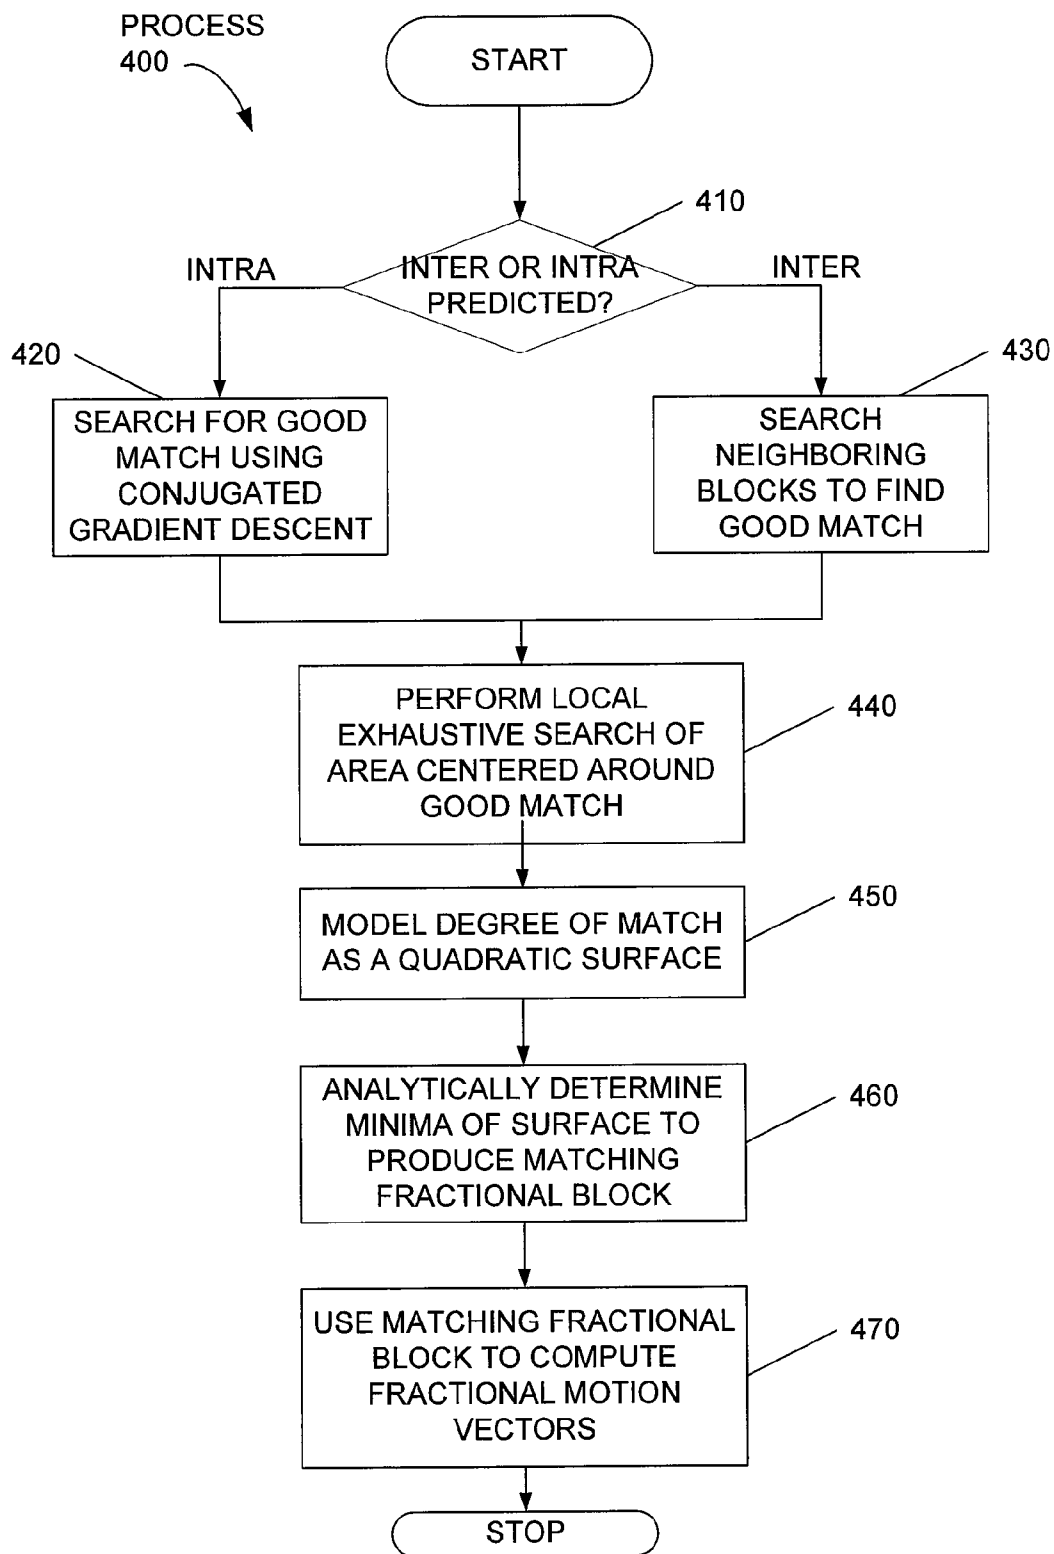 PROCESS
400
START
410
INTRA
INTER OR INTRA
PREDICTED?
INTER
420
430
SEARCH FOR GOOD
MATCH USING
CONJUGATED
GRADIENT DESCENT
SEARCH
NEIGHBORING
BLOCKS TO FIND
GOOD MATCH
PERFORM LOCAL
EXHAUSTIVE SEARCH OF
AREA CENTERED AROUND
GOOD MATCH
440
MODEL DEGREE OF MATCH
AS A QUADRATIC SURFACE
450
ANALYTICALLY DETERMINE
MINIMA OF SURFACE TO
PRODUCE MATCHING
FRACTIONAL BLOCK
460
USE MATCHING FRACTIONAL
BLOCK TO COMPUTE
FRACTIONAL MOTION
VECTORS
470
STOP